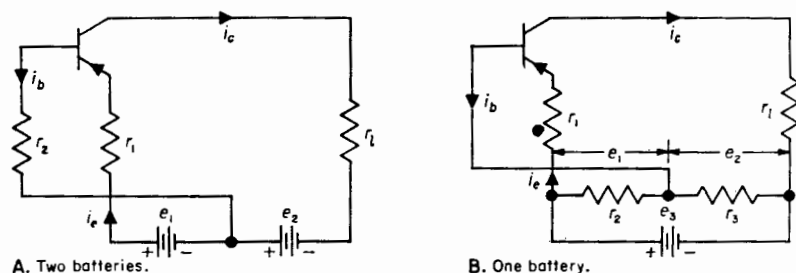 i_c
i_b
r_2
r_1
r_l
i_e
e_1
e_2
+
-
+
-
A. Two batteries.
i_c
i_b
r_1
r_l
e_1
e_2
i_e
r_2
e_3
r_3
+
-
B. One battery.